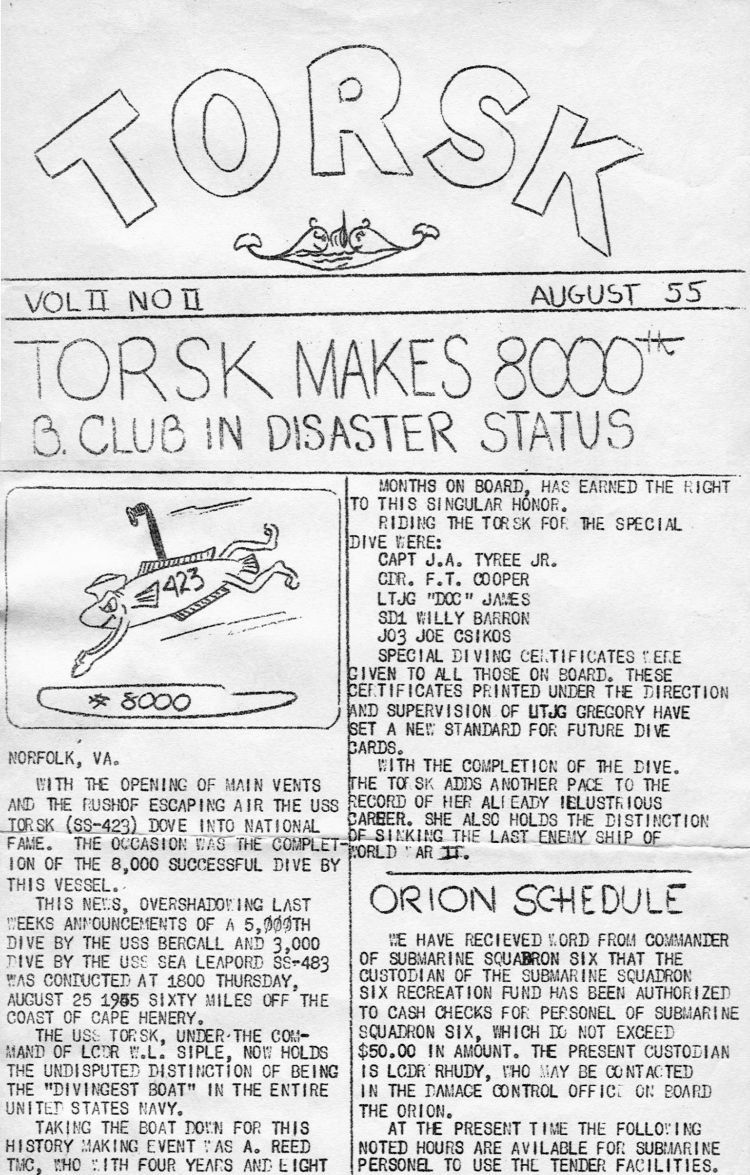 TORSK
VOL II NO II
AUGUST 55
TORSK MAKES 8000th
B. CLUB IN DISASTER STATUS
423
# 8000
NORFOLK, VA.
WITH THE OPENING OF MAIN VENTS
AND THE RUSHOF ESCAPING AIR THE USS
TORSK (SS-423) DOVE INTO NATIONAL
FAME. THE OCCASION WAS THE COMPLET-
ION OF THE 8,000 SUCCESSFUL DIVE BY
THIS VESSEL.
THIS NEWS, OVERSHADOWING LAST
WEEKS ANNOUNCEMENTS OF A 5,000TH
DIVE BY THE USS BERGALL AND 3,000
DIVE BY THE USS SEA LEAPORD SS-483
WAS CONDUCTED AT 1800 THURSDAY,
AUGUST 25 1955 SIXTY MILES OFF THE
COAST OF CAPE HENERY.
THE USS TORSK, UNDER THE COM-
MAND OF LCDR W.L. SIPLE, NOW HOLDS
THE UNDISPUTED DISTINCTION OF BEING
THE "DIVINGEST BOAT" IN THE ENTIRE
UNITED STATES NAVY.
TAKING THE BOAT DOWN FOR THIS
HISTORY MAKING EVENT WAS A. REED
TMC, WHO WITH FOUR YEARS AND EIGHT
MONTHS ON BOARD, HAS EARNED THE RIGHT
TO THIS SINGULAR HONOR.
RIDING THE TORSK FOR THE SPECIAL
DIVE WERE:
CAPT J.A. TYREE JR.
CDR. F.T. COOPER
LTJG "DOC" JAMES
SD1 WILLY BARRON
JO3 JOE CSIKOS
SPECIAL DIVING CERTIFICATES WERE
GIVEN TO ALL THOSE ON BOARD. THESE
CERTIFICATES PRINTED UNDER THE DIRECTION
AND SUPERVISION OF LTJG GREGORY HAVE
SET A NEW STANDARD FOR FUTURE DIVE
CARDS.
WITH THE COMPLETION OF THE DIVE.
THE TORSK ADDS ANOTHER PACE TO THE
RECORD OF HER ALREADY ILLUSTRIOUS
CAREER. SHE ALSO HOLDS THE DISTINCTION
OF SINKING THE LAST ENEMY SHIP OF
WORLD WAR II.
ORION SCHEDULE
WE HAVE RECIEVED WORD FROM COMMANDER
OF SUBMARINE SQUADRON SIX THAT THE
CUSTODIAN OF THE SUBMARINE SQUADRON
SIX RECREATION FUND HAS BEEN AUTHORIZED
TO CASH CHECKS FOR PERSONEL OF SUBMARINE
SQUADRON SIX, WHICH DO NOT EXCEED
$50.00 IN AMOUNT. THE PRESENT CUSTODIAN
IS LCDR RHUDY, WHO MAY BE CONTACTED
IN THE DAMAGE CONTROL OFFICE ON BOARD
THE ORION.
AT THE PRESENT TIME THE FOLLOWING
NOTED HOURS ARE AVILABLE FOR SUBMARINE
PERSONEL TO USE THE TENDER FACILITIES.